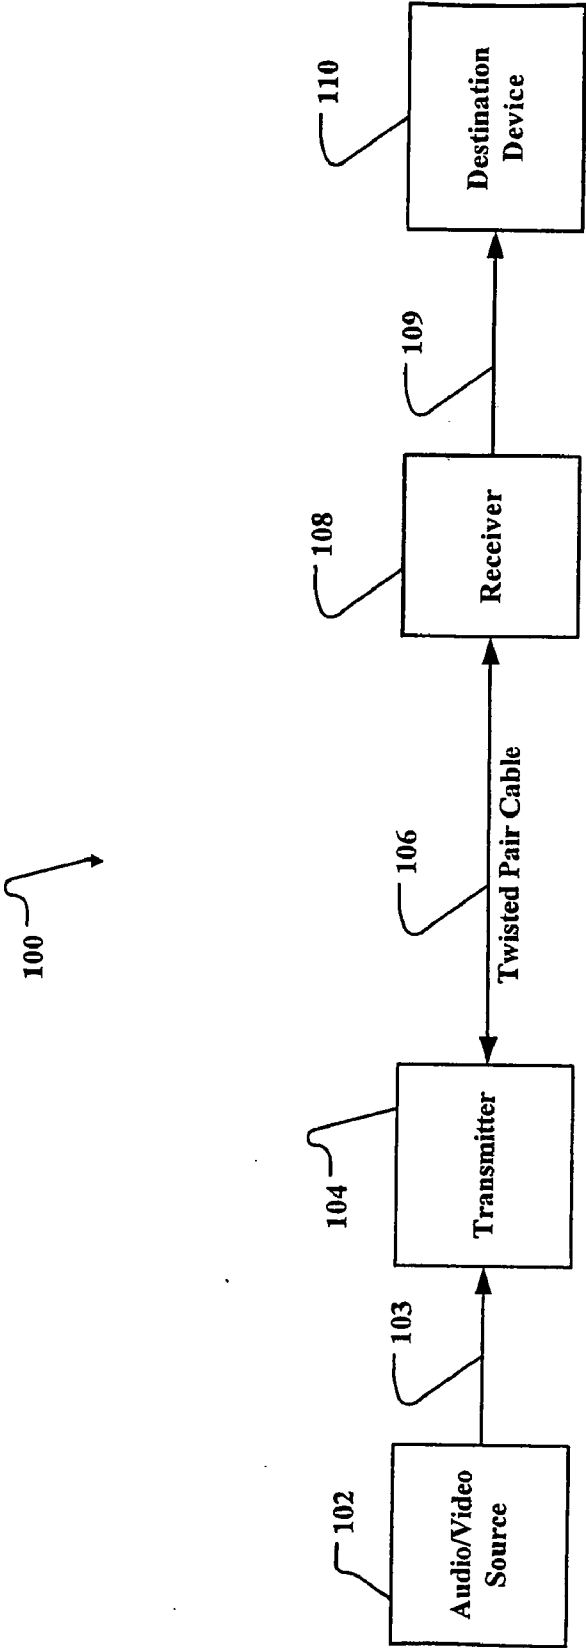 100
102
Audio/Video
Source
103
104
Transmitter
106
Twisted Pair Cable
108
Receiver
109
110
Destination
Device